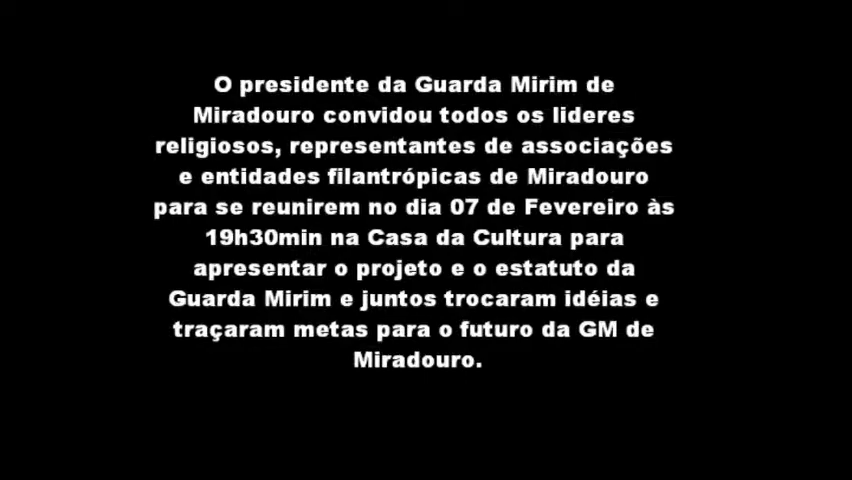 O presidente da Guarda Mirim de
Miradouro convidou todos os lideres
religiosos, representantes de associações
e entidades filantrópicas de Miradouro
para se reunirem no dia 07 de Fevereiro às
19h30min na Casa da Cultura para
apresentar o projeto e o estatuto da
Guarda Mirim e juntos trocaram idéias e
traçaram metas para o futuro da GM de
Miradouro.